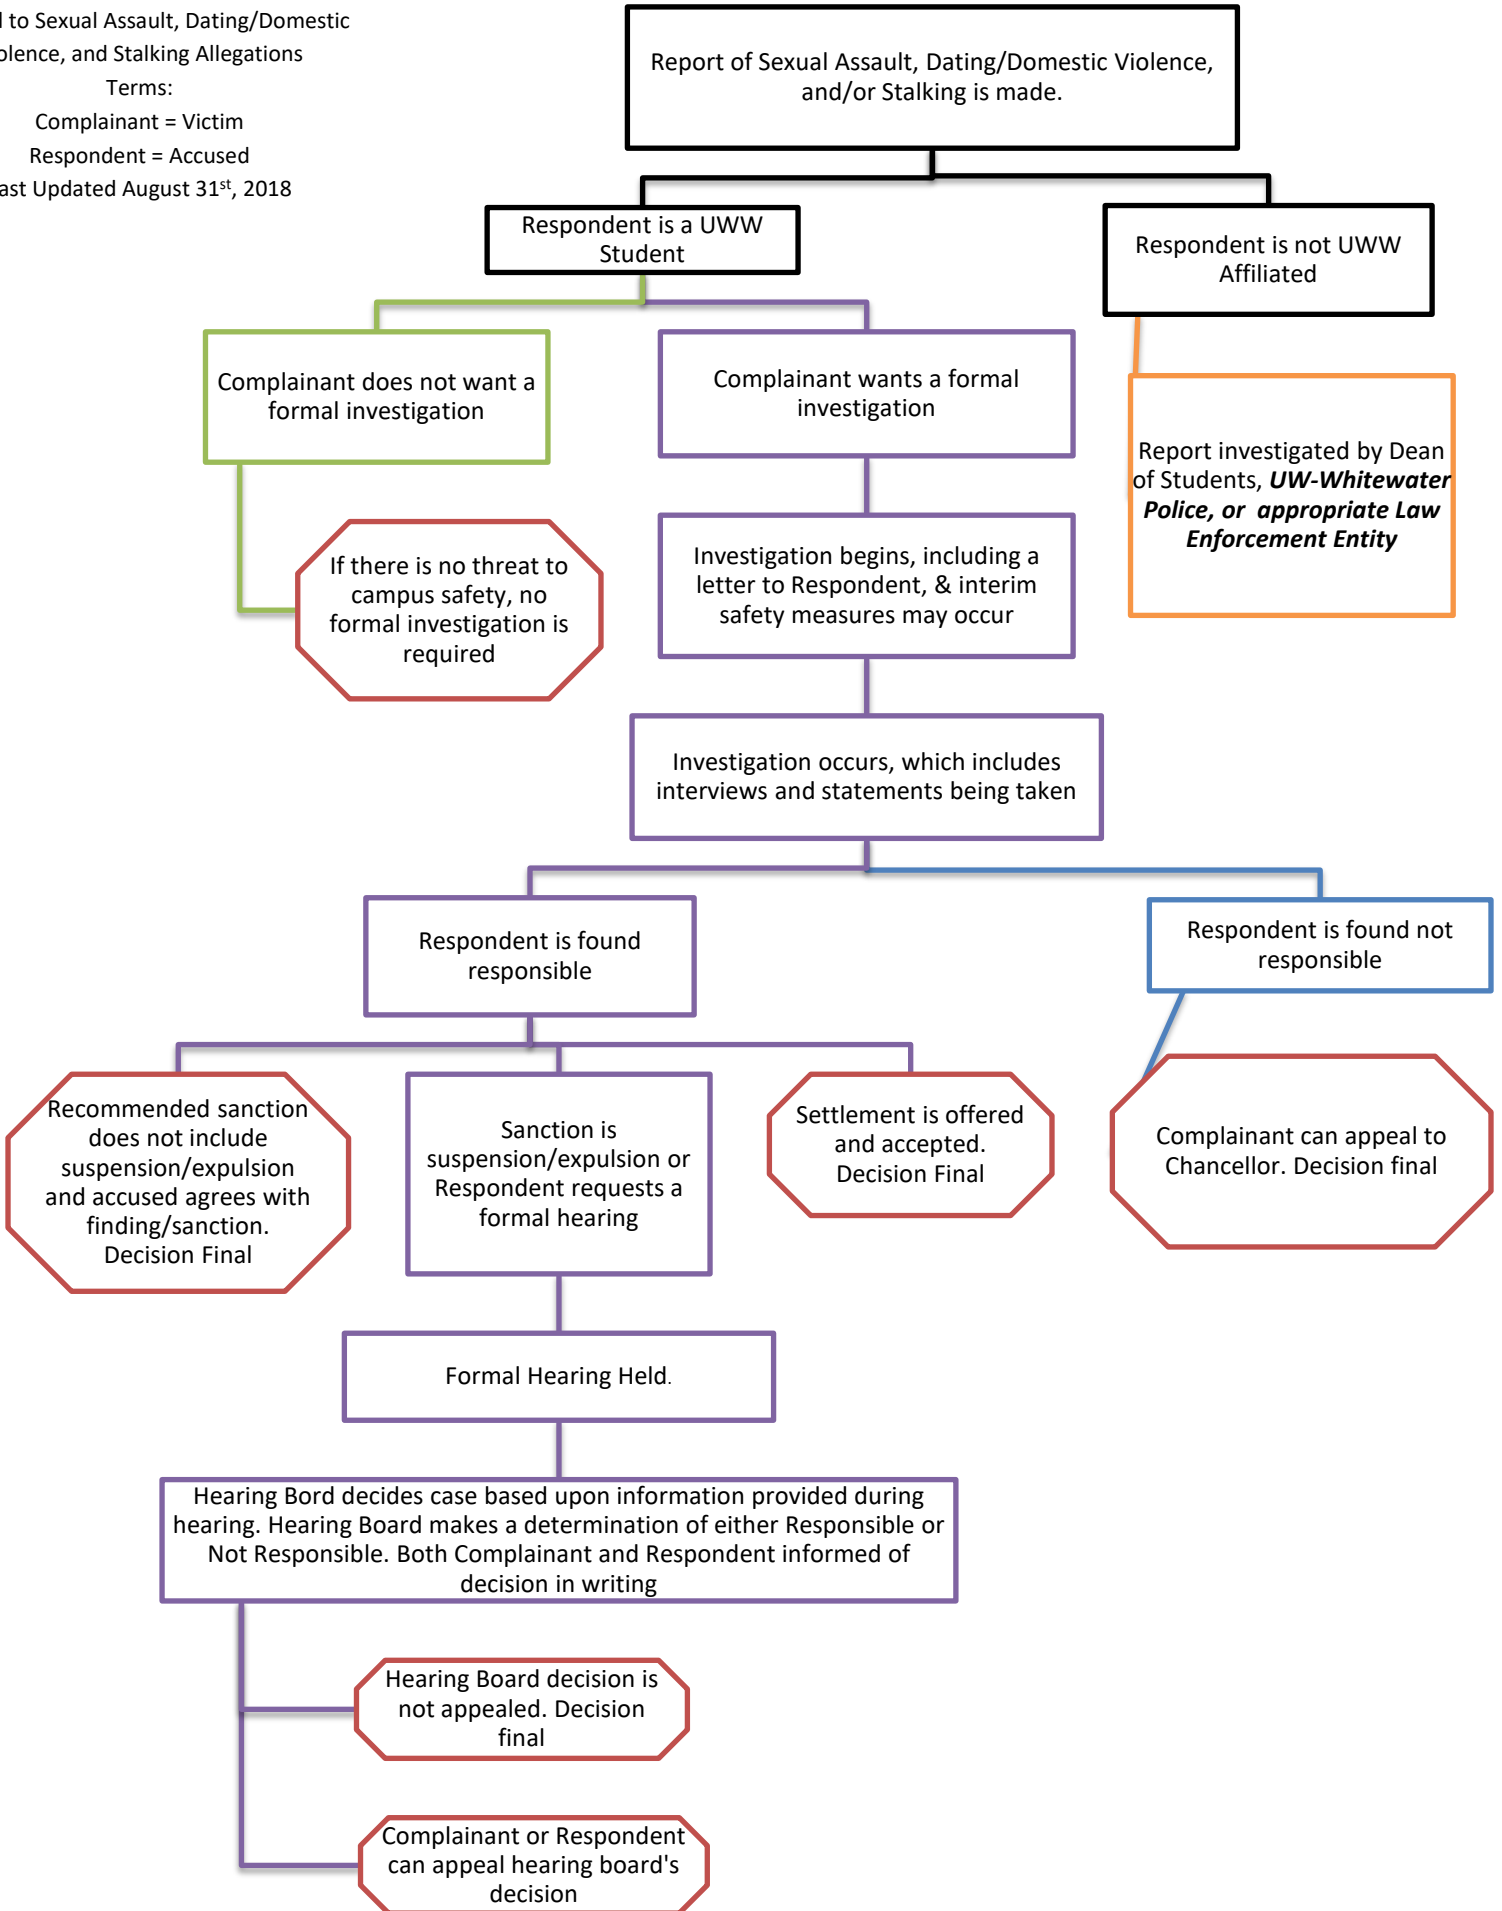 to Sexual Assault, Dating/Domestic
olence, and Stalking Allegations
Terms:
Complainant = Victim
Respondent = Accused
ast Updated August 31st, 2018
Report of Sexual Assault, Dating/Domestic Violence,
and/or Stalking is made.
Respondent is a UWW
Student
Respondent is not UWW
Affiliated
Complainant does not want a
formal investigation
Complainant wants a formal
investigation
Report investigated by Dean
of Students, UW-Whitewater
Police, or appropriate Law
Enforcement Entity
If there is no threat to
campus safety, no
formal investigation is
required
Investigation begins, including a
letter to Respondent, & interim
safety measures may occur
Investigation occurs, which includes
interviews and statements being taken
Respondent is found
responsible
Respondent is found not
responsible
Recommended sanction
does not include
suspension/expulsion
and accused agrees with
finding/sanction.
Decision Final
Sanction is
suspension/expulsion or
Respondent requests a
formal hearing
Settlement is offered
and accepted.
Decision Final
Complainant can appeal to
Chancellor. Decision final
Formal Hearing Held.
Hearing Bord decides case based upon information provided during
hearing. Hearing Board makes a determination of either Responsible or
Not Responsible. Both Complainant and Respondent informed of
decision in writing
Hearing Board decision is
not appealed. Decision
final
Complainant or Respondent
can appeal hearing board's
decision